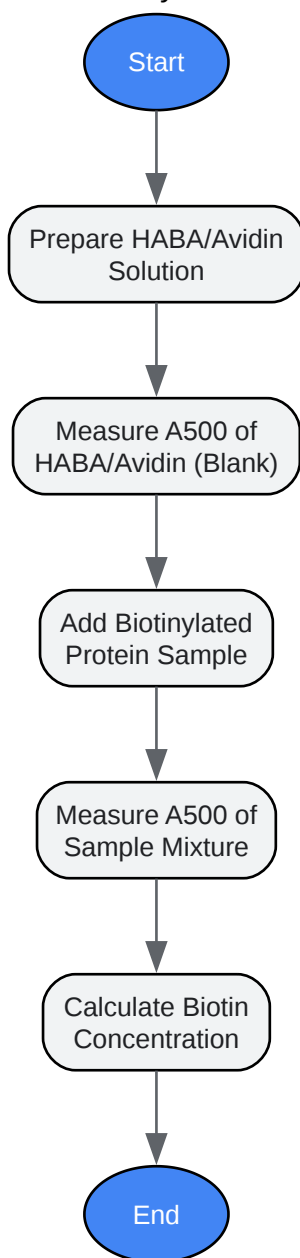 Start
Prepare HABA/Avidin
Solution
Measure A500 of
HABA/Avidin (Blank)
Add Biotinylated
Protein Sample
Measure A500 of
Sample Mixture
Calculate Biotin
Concentration
End